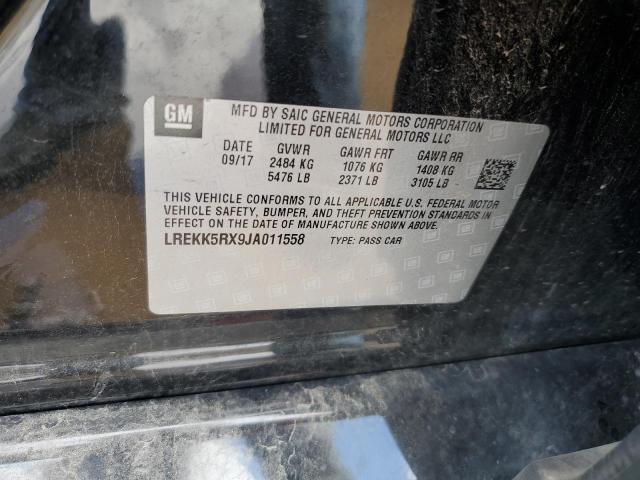 GM
MFD BY SAIC GENERAL MOTORS CORPORATION
LIMITED FOR GENERAL MOTORS LLC
DATE GVWR GAWR FRT GAWR RR
09/17 2484 KG 1076 KG 1408 KG
5476 LB 2371 LB 3105 LB
THIS VEHICLE CONFORMS TO ALL APPLICABLE U.S. FEDERAL MOTOR
VEHICLE SAFETY, BUMPER, AND THEFT PREVENTION STANDARDS IN
EFFECT ON THE DATE OF MANUFACTURE SHOWN ABOVE.
LREKK5RX9JA011558 TYPE: PASS CAR